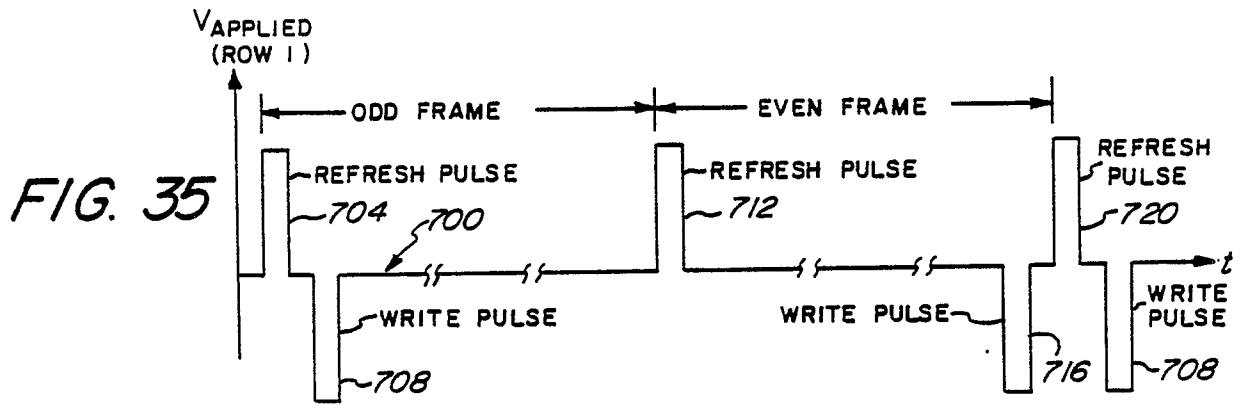 VAPPLIED
(ROW 1)
ODD FRAME
EVEN FRAME
FIG. 35
REFRESH PULSE
704
700
REFRESH PULSE
712
REFRESH
PULSE
720
t
WRITE PULSE
708
WRITE PULSE
716
WRITE
PULSE
708